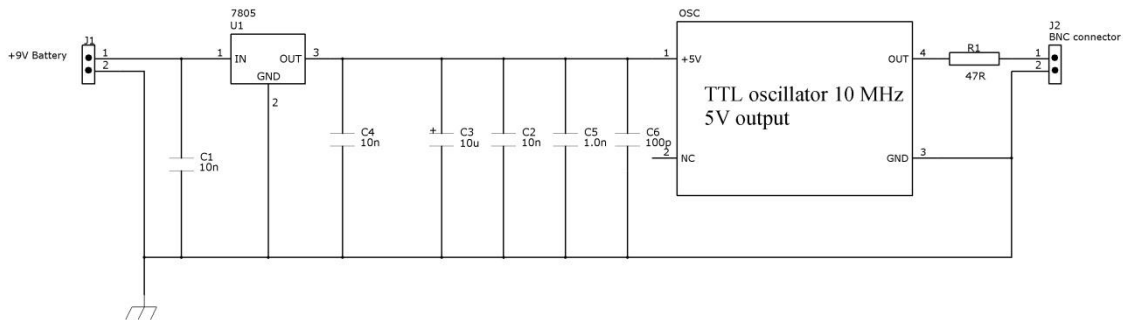 7805
U1
OSC
J1
J2
BNC connector
+9V Battery
1
2
1
IN
OUT
GND
3
2
1
+5V
OUT
4
R1
47R
1
2
TTL oscillator 10 MHz
5V output
C1
10n
C4
10n
+
C3
10u
C2
10n
C5
1.0n
C6
100p
2
NC
GND
3